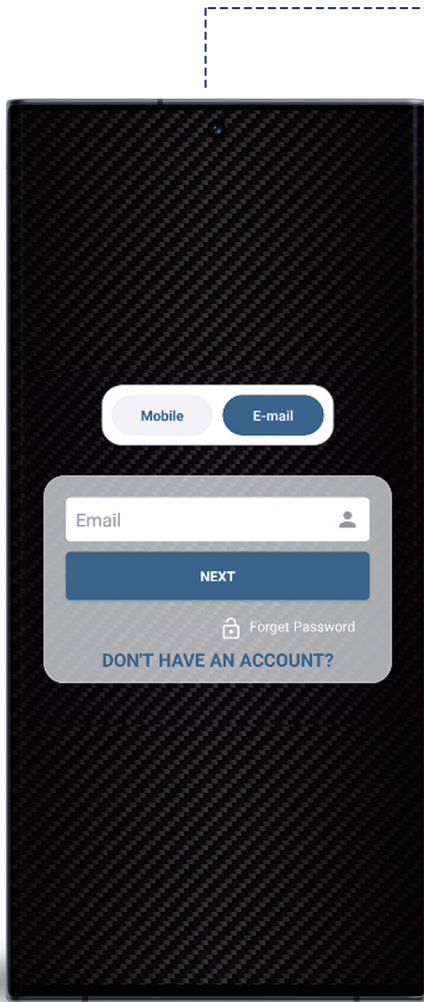 Mobile E-mail
Email
NEXT
Forget Password
DON'T HAVE AN ACCOUNT?